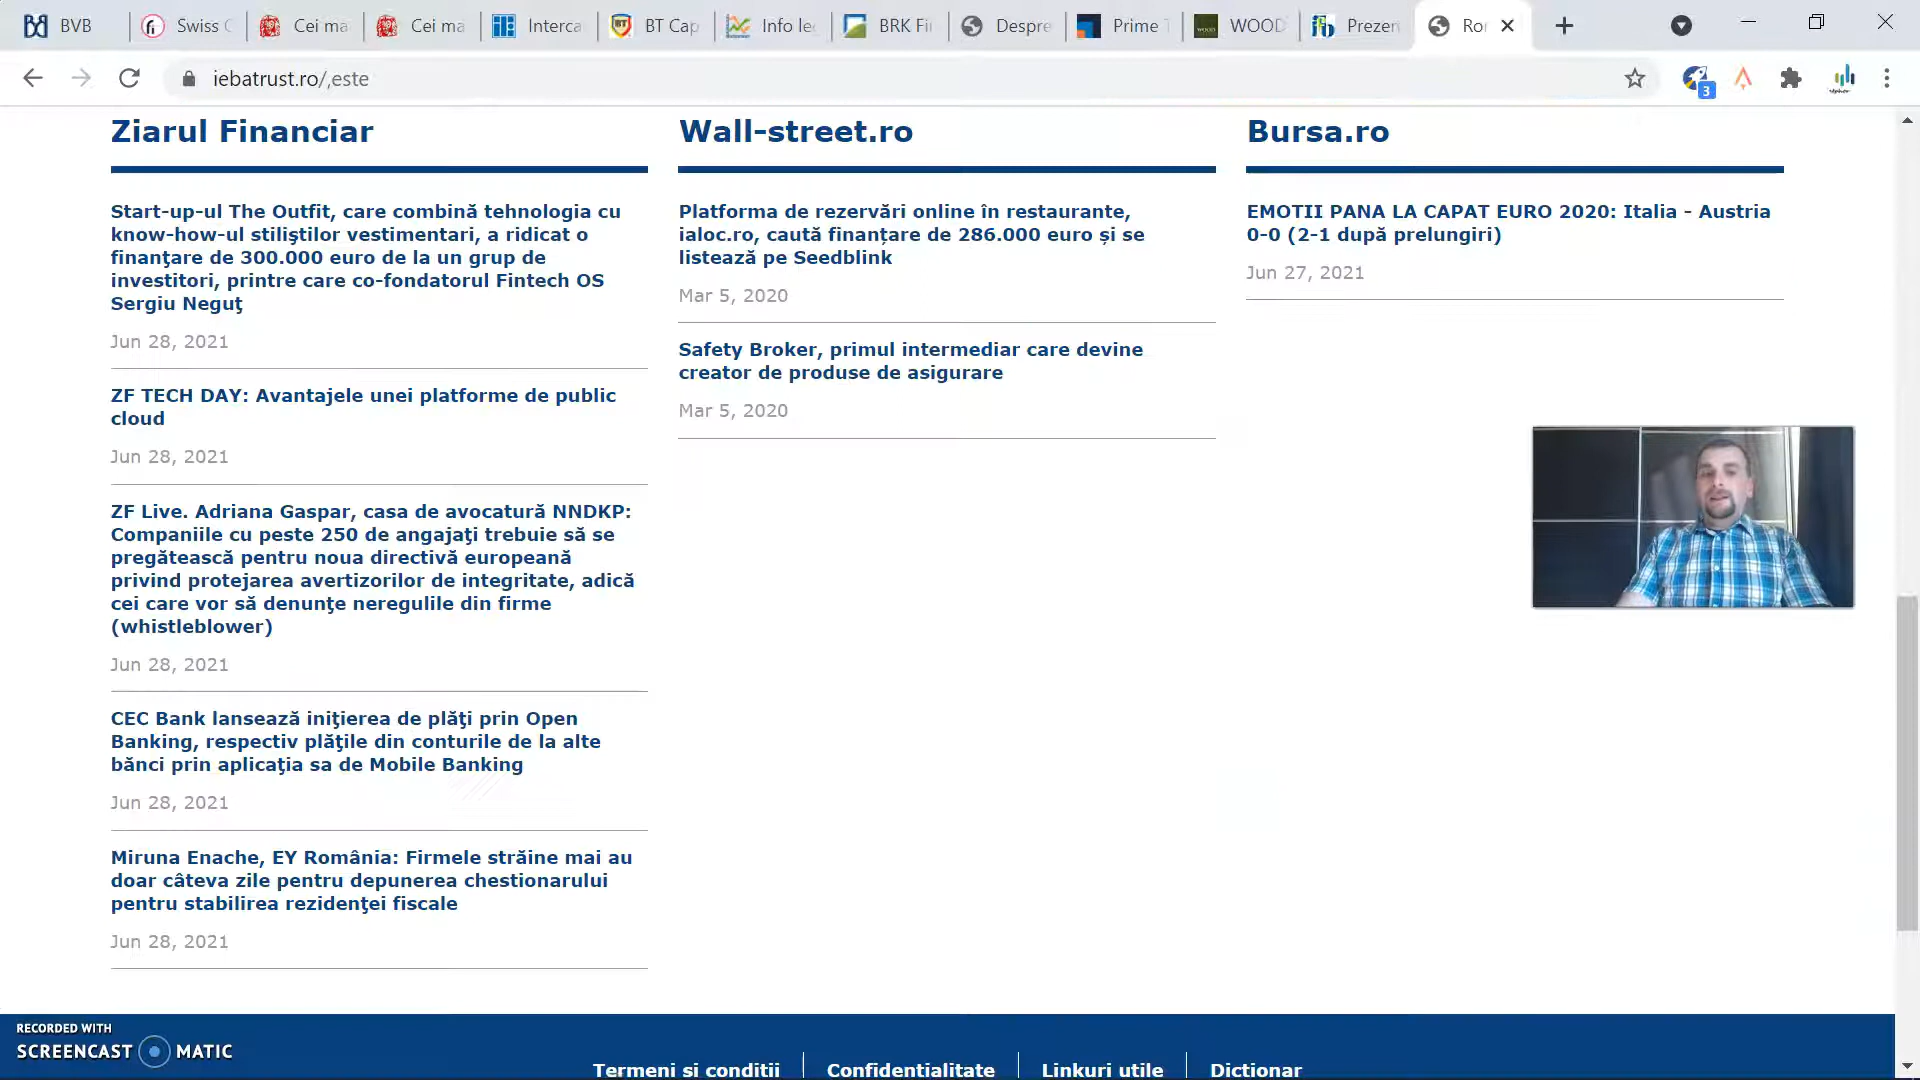 BVB
Swiss
Cei ma
Cei ma
Interca
BT Cap
Info le
BRK Fi
Despre
Prime
WOOD
Prezen
Ro
iebatrust.ro/,este
3
Ziarul Financiar
Start-up-ul The Outfit, care combină tehnologia cu
know-how-ul stiliştilor vestimentari, a ridicat o
finanţare de 300.000 euro de la un grup de
investitori, printre care co-fondatorul Fintech OS
Sergiu Neguţ
Jun 28, 2021
ZF TECH DAY: Avantajele unei platforme de public
cloud
Jun 28, 2021
ZF Live. Adriana Gaspar, casa de avocatură NNDKP:
Companiile cu peste 250 de angajaţi trebuie să se
pregătească pentru noua directivă europeană
privind protejarea avertizorilor de integritate, adică
cei care vor să denunţe neregulile din firme
(whistleblower)
Jun 28, 2021
CEC Bank lansează iniţierea de plăţi prin Open
Banking, respectiv plăţile din conturile de la alte
bănci prin aplicaţia sa de Mobile Banking
Jun 28, 2021
Miruna Enache, EY România: Firmele străine mai au
doar câteva zile pentru depunerea chestionarului
pentru stabilirea rezidenţei fiscale
Jun 28, 2021
Wall-street.ro
Platforma de rezervări online în restaurante,
ialoc.ro, caută finanțare de 286.000 euro și se
listează pe Seedblink
Mar 5, 2020
Safety Broker, primul intermediar care devine
creator de produse de asigurare
Mar 5, 2020
Bursa.ro
EMOTII PANA LA CAPAT EURO 2020: Italia - Austria
0-0 (2-1 după prelungiri)
Jun 27, 2021
RECORDED WITH
SCREENCAST MATIC
Termeni si conditii
Confidentialitate
Linkuri utile
Dictionar